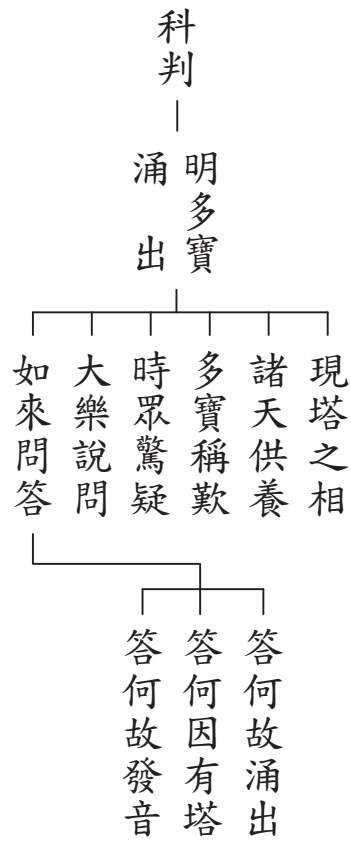 科判
明多寶
涌出
現塔之相
諸天供養
多寶稱歎
時眾驚疑
大樂說問
如來問答
答何故涌出
答何因有塔
答何故發音